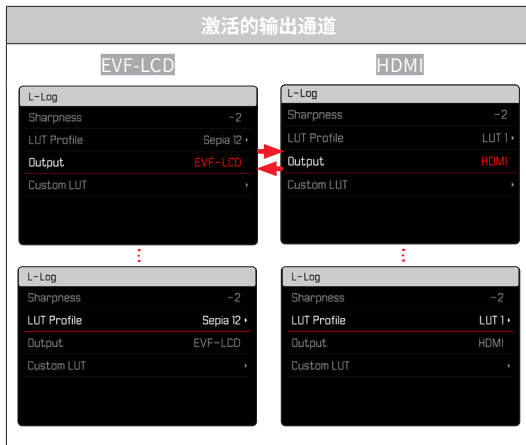 激活的输出通道
EVF-LCD
HDMI
L-Log
Sharpness -2
LUT Profile Sepia 12
Output EVF-LCD
Custom LUT
L-Log
Sharpness -2
LUT Profile LUT 1
Output HDMI
Custom LUT
L-Log
Sharpness -2
LUT Profile Sepia 12
Output EVF-LCD
Custom LUT
L-Log
Sharpness -2
LUT Profile LUT 1
Output HDMI
Custom LUT